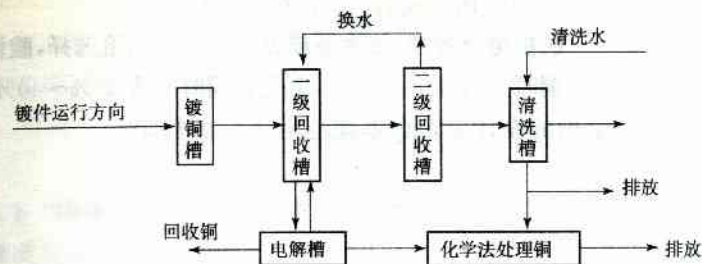 换水
清洗水
镀件运行方向
镀铜槽
一级回收槽
二级回收槽
清洗槽
排放
回收铜
电解槽
化学法处理铜
排放